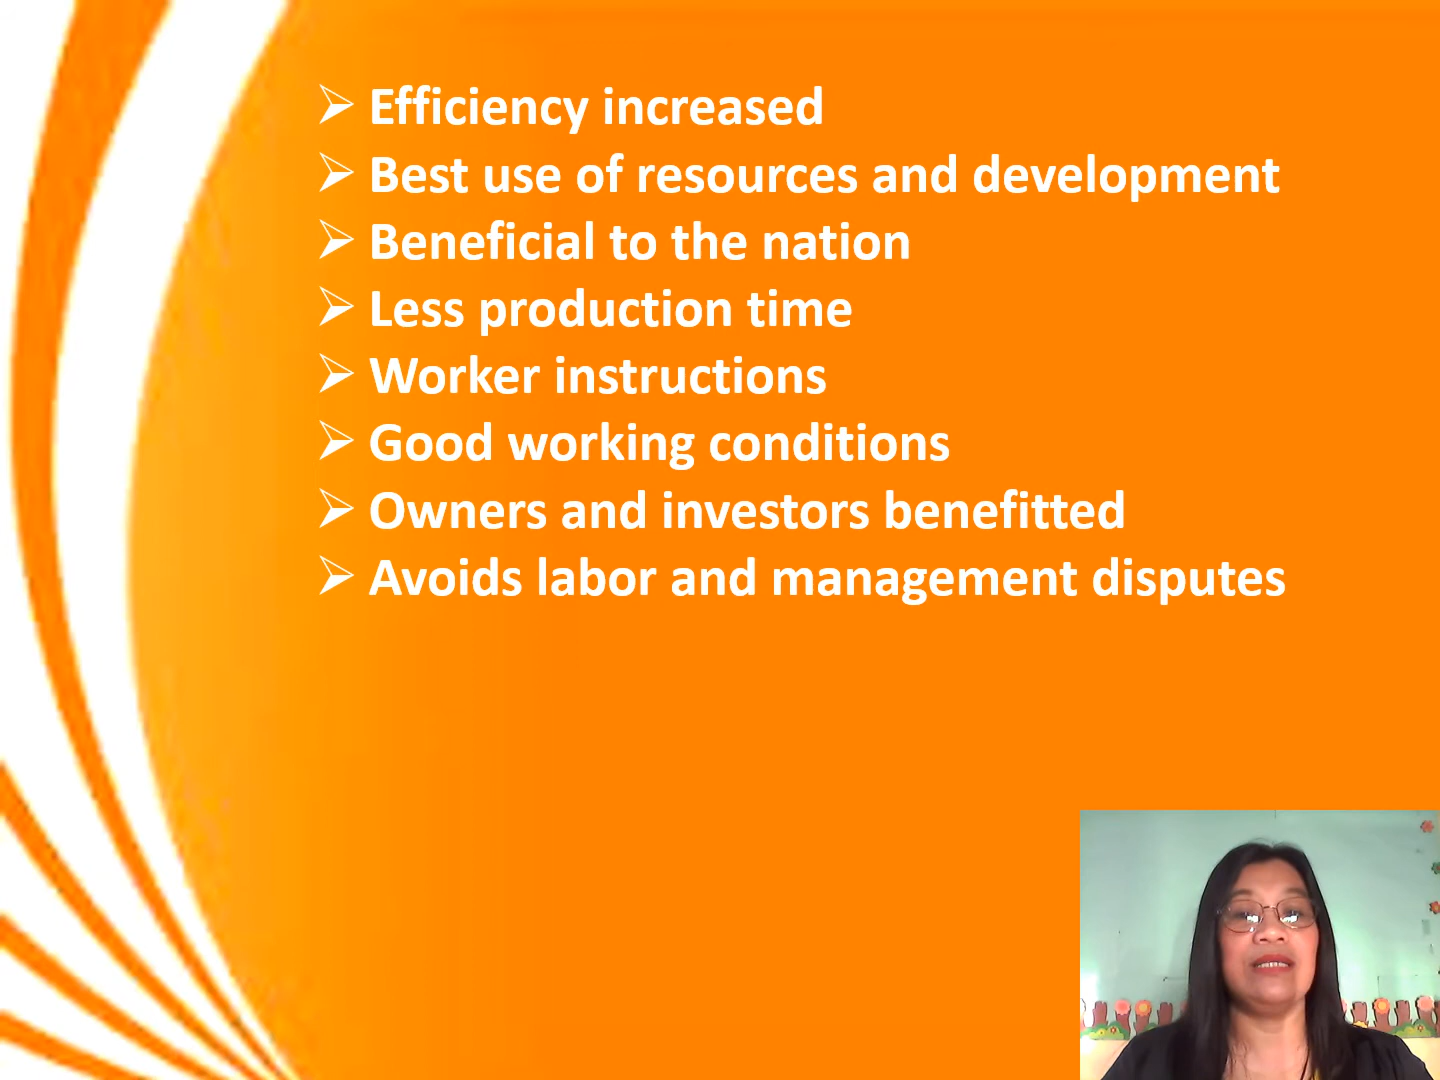 Efficiency increased
Best use of resources and development
Beneficial to the nation
Less production time
Worker instructions
Good working conditions
Owners and investors benefitted
Avoids labor and management disputes